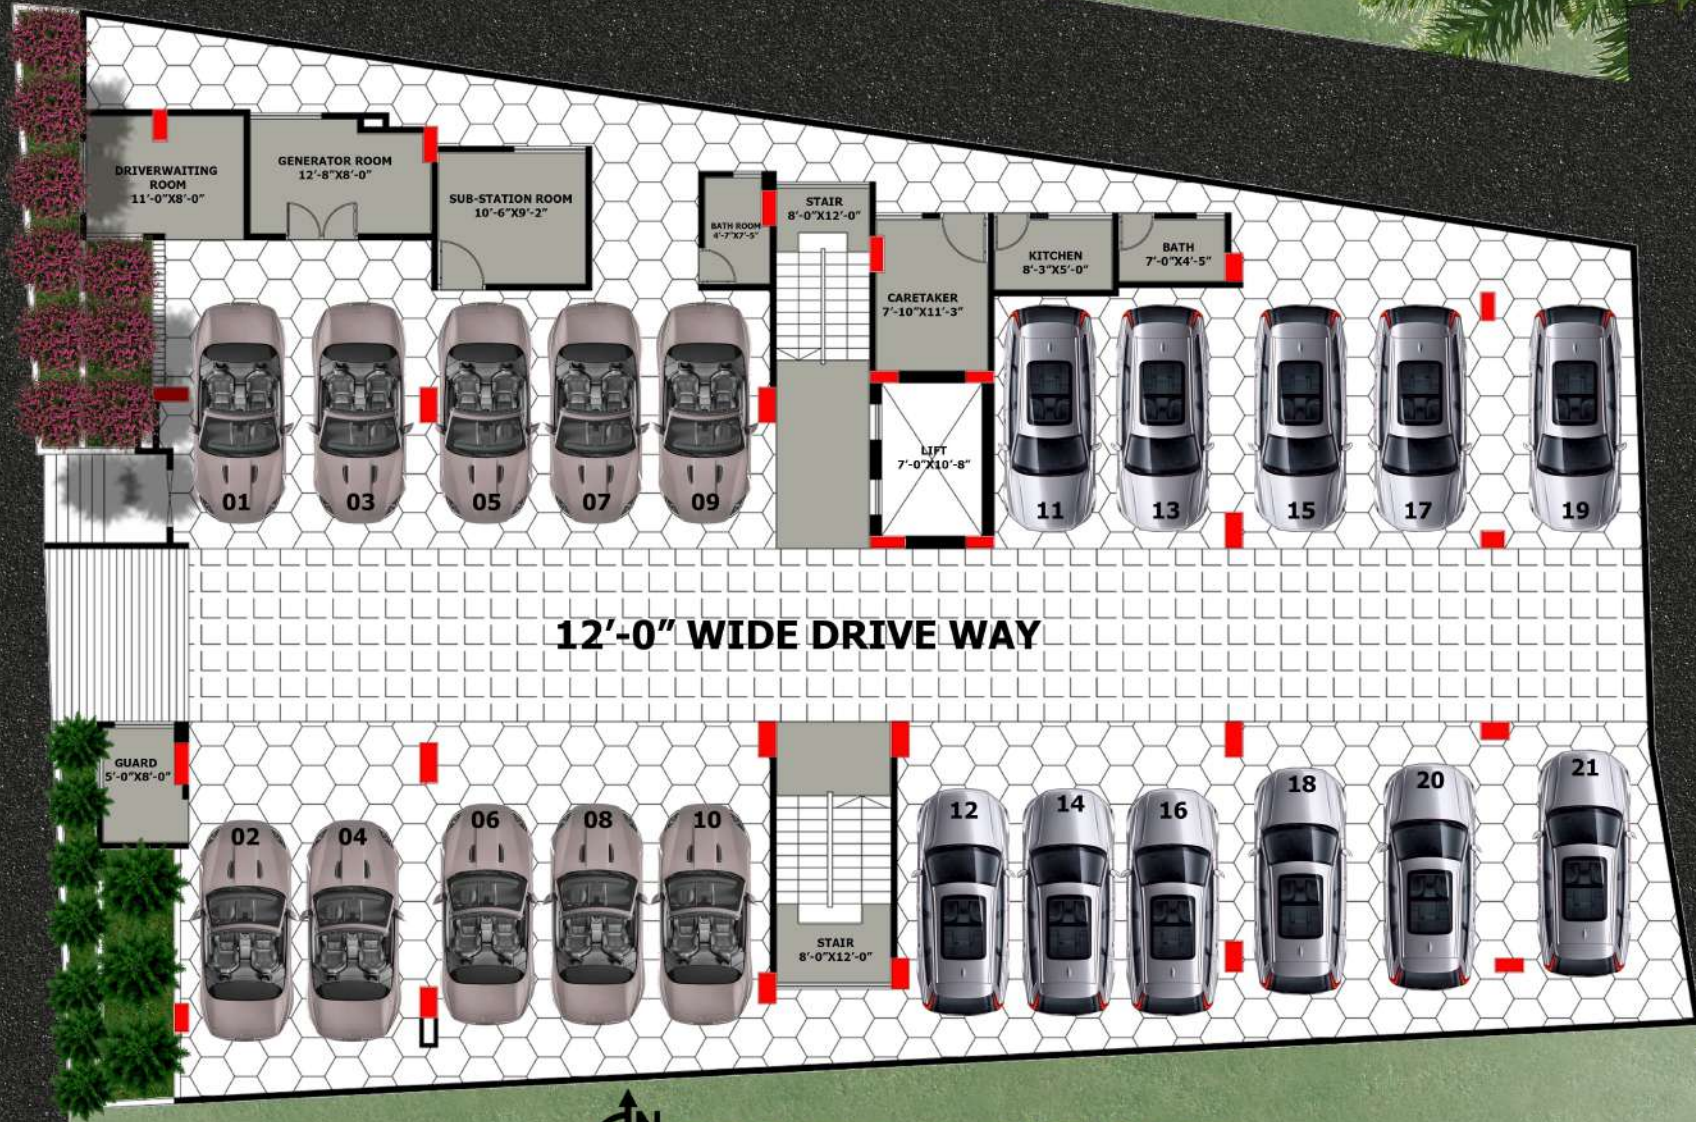 DRIVERWAITING
ROOM
11'-0"X8'-0"
GENERATOR ROOM
12'-8"X8'-0"
SUB-STATION ROOM
10'-6"X9'-2"
BATH ROOM
4'-7"X7'-5"
STAIR
8'-0"X12'-0"
CARETAKER
7'-10"X11'-3"
KITCHEN
8'-3"X5'-0"
BATH
7'-0"X4'-5"
LIFT
7'-0"X10'-8"
01
03
05
07
09
11
13
15
17
19
12'-0" WIDE DRIVE WAY
GUARD
5'-0"X8'-0"
02
04
06
08
10
12
14
16
18
20
21
STAIR
8'-0"X12'-0"
N